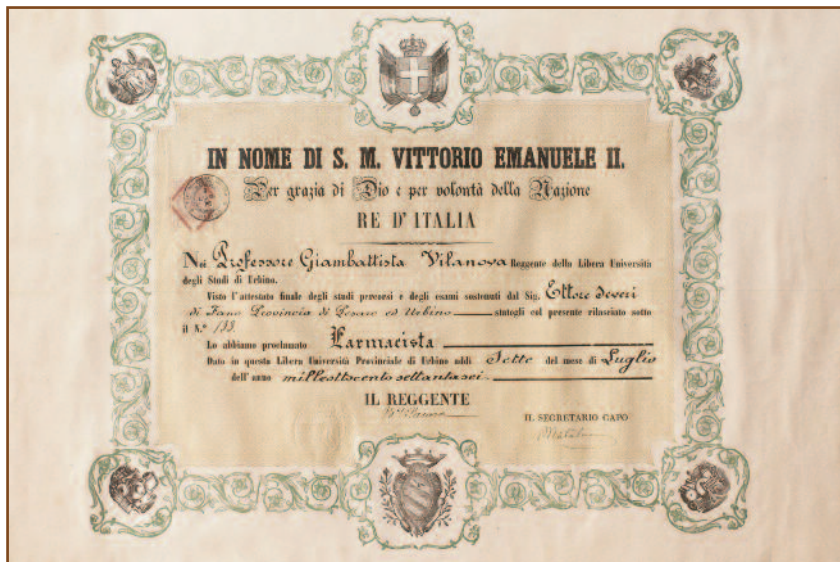 IN NOME DI S. M. VITTORIO EMANUELE II.
Per grazia di Dio e per volontà della Nazione
RE D'ITALIA
Noi Professore Giambattista Vilanova Reggente della Libera Università
degli Studi di Urbino.
Visto l'attestato finale degli studi percorsi e degli esami sostenuti dal Sig. Ettore Severi
di Fano Provincia di Pesaro ed Urbino statogli col presente rilasciato sotto
il N.°
Lo abbiamo proclamato Farmacista
Dato in questa Libera Università Provinciale di Urbino addì Sette del mese di Luglio
dell' anno milleottocento settantasei.
IL REGGENTE
IL SEGRETARIO CAPO